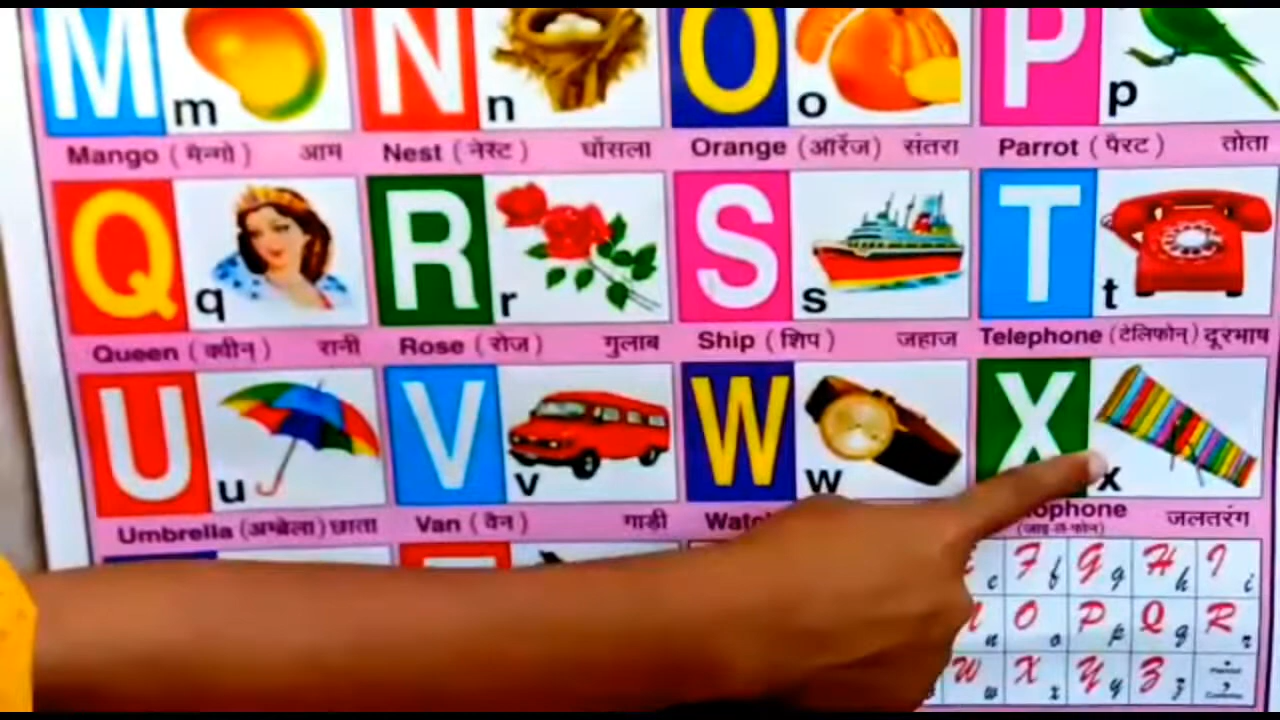 M m N n O o P p
Mango (मैन्गो) आम Nest (नेस्ट) घोंसला Orange (ऑरेंज) संतरा Parrot (पैरट) तोता
Q q R r S s T t
Queen (क्वीन) रानी Rose (रोज) गुलाब Ship (शिप) जहाज Telephone (टेलिफोन्) दूरभाष
U u V v W w X x
Umbrella (अम्ब्रेला) छाता Van (वैन) गाडी जलतरंग
F f G g H h I i
O o P p Q q R r
W w X x Y y Z z